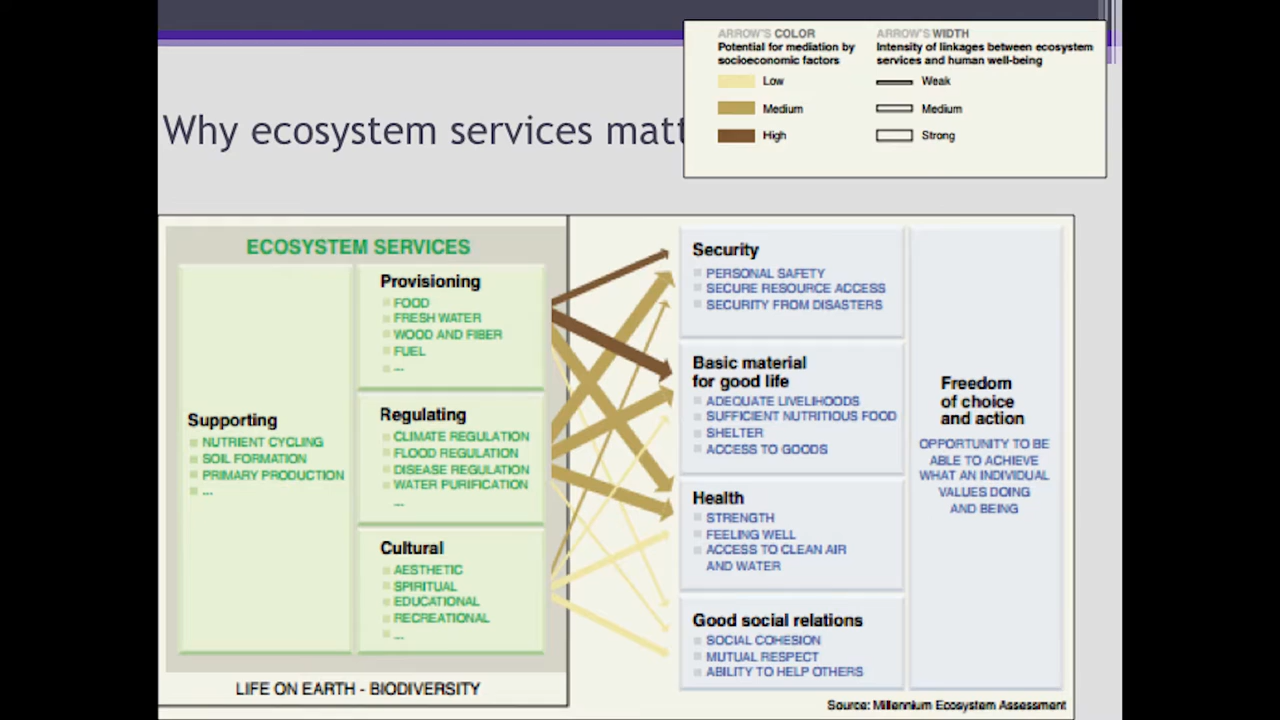 Why ecosystem services matt
ARROW'S COLOR
Potential for mediation by
socioeconomic factors
Low
Medium
High
ARROW'S WIDTH
Intensity of linkages between ecosystem
services and human well-being
Weak
Medium
Strong
ECOSYSTEM SERVICES
Supporting
NUTRIENT CYCLING
SOIL FORMATION
PRIMARY PRODUCTION
...
Provisioning
FOOD
FRESH WATER
WOOD AND FIBER
FUEL
...
Regulating
CLIMATE REGULATION
FLOOD REGULATION
DISEASE REGULATION
WATER PURIFICATION
...
Cultural
AESTHETIC
SPIRITUAL
EDUCATIONAL
RECREATIONAL
...
LIFE ON EARTH - BIODIVERSITY
Security
PERSONAL SAFETY
SECURE RESOURCE ACCESS
SECURITY FROM DISASTERS
Basic material
for good life
ADEQUATE LIVELIHOODS
SUFFICIENT NUTRITIOUS FOOD
SHELTER
ACCESS TO GOODS
Health
STRENGTH
FEELING WELL
ACCESS TO CLEAN AIR
AND WATER
Good social relations
SOCIAL COHESION
MUTUAL RESPECT
ABILITY TO HELP OTHERS
Freedom
of choice
and action
OPPORTUNITY TO BE
ABLE TO ACHIEVE
WHAT AN INDIVIDUAL
VALUES DOING
AND BEING
Source: Millennium Ecosystem Assessment